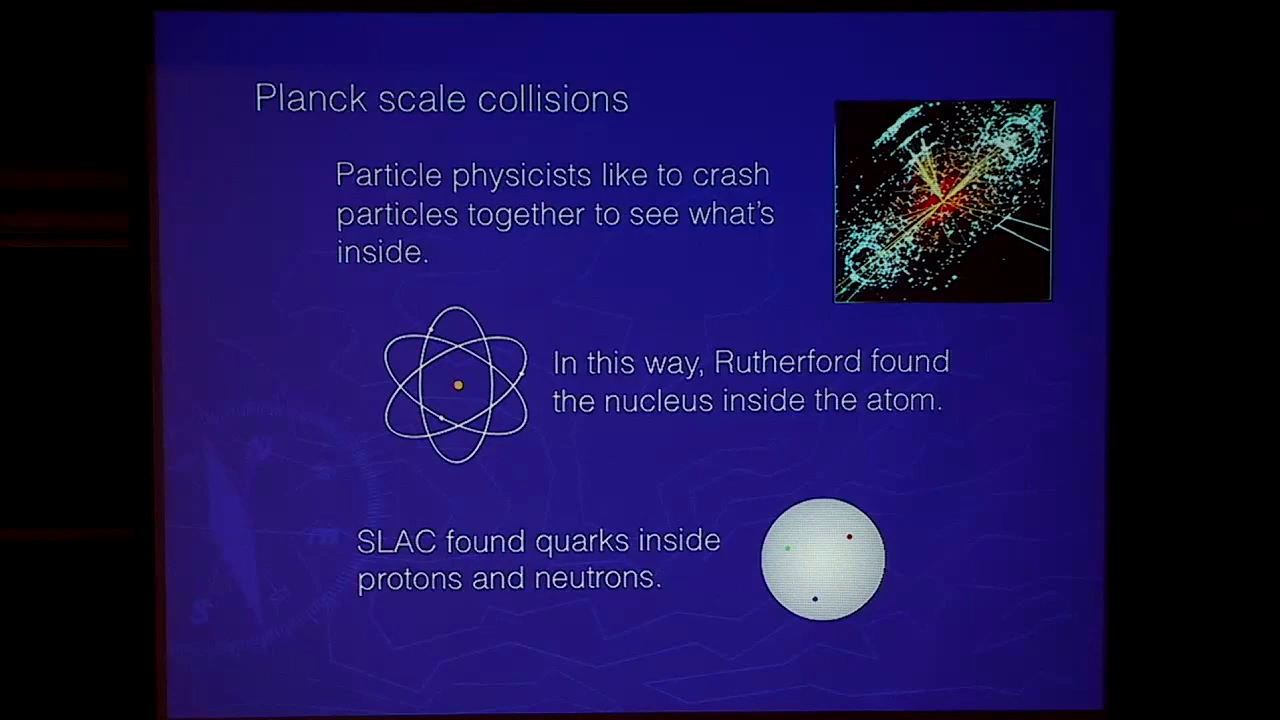 Planck scale collisions
Particle physicists like to crash
particles together to see what's
inside.
In this way, Rutherford found
the nucleus inside the atom.
SLAC found quarks inside
protons and neutrons.